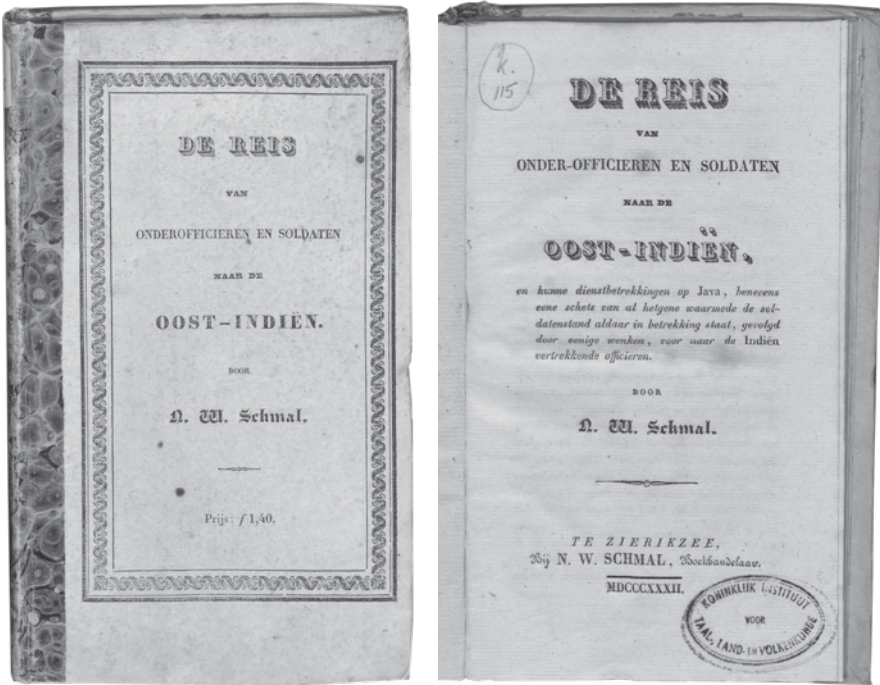 DE REIS
VAN
ONDEROFFICIEREN EN SOLDATEN
NAAR DE
OOST-INDIËN.
DOOR
N. W. Schmal.
Prijs: ƒ 1,40.
k.
115
DE REIS
VAN
ONDER-OFFICIEREN EN SOLDATEN
NAAR DE
OOST-INDIËN,
en hunne dienstbetrekkingen op Java, benevens
eene schets van al hetgene waarmede de sol-
datenstand aldaar in betrekking staat, gevolgd
door eenige wenken, voor naar de Indiën
vertrekkende officieren.
DOOR
N. W. Schmal.
TE ZIERIKZEE,
Bij N. W. SCHMAL, Boekhandelaar.
MDCCCXXXII.
KONINKLIJK INSTITUUT
VOOR
TAAL-, LAND- EN VOLKENKUNDE